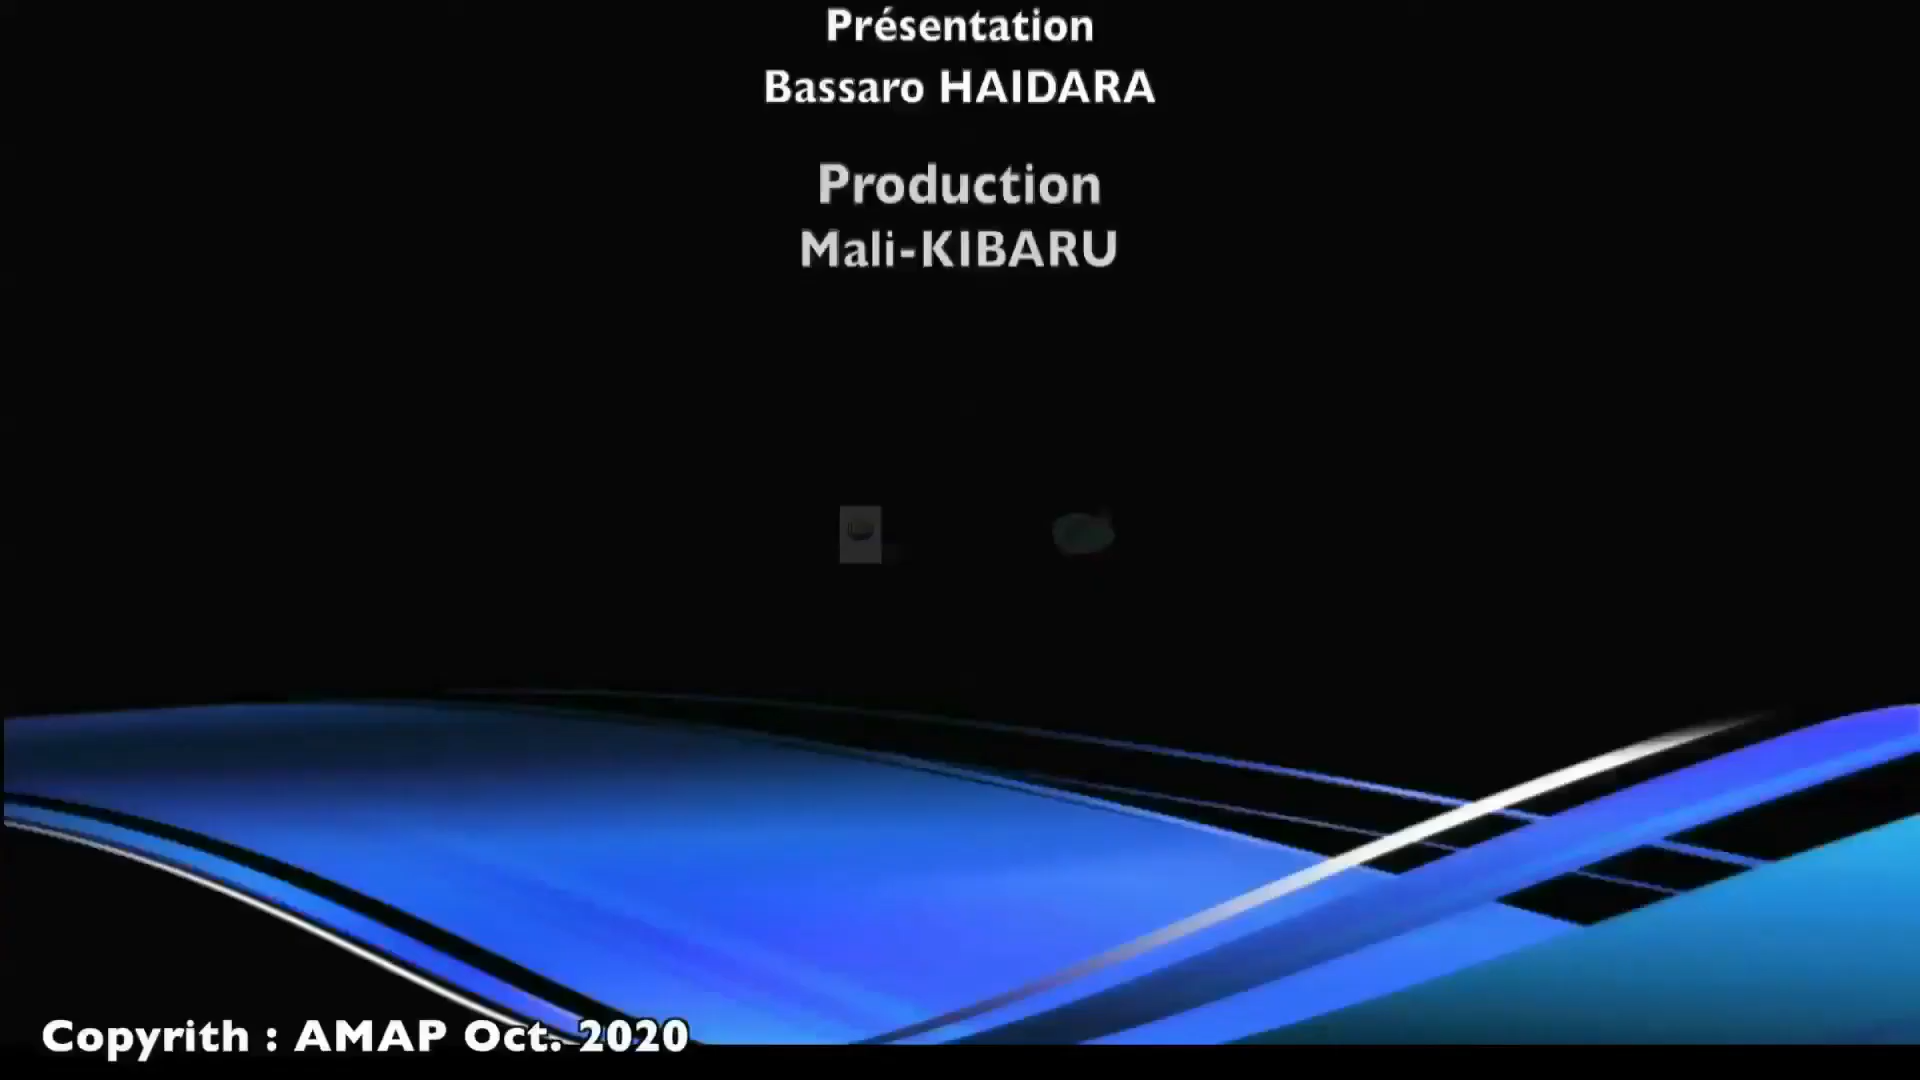 Présentation
Bassaro HAIDARA
Production
Mali-KIBARU
Copyrith : AMAP Oct. 2020